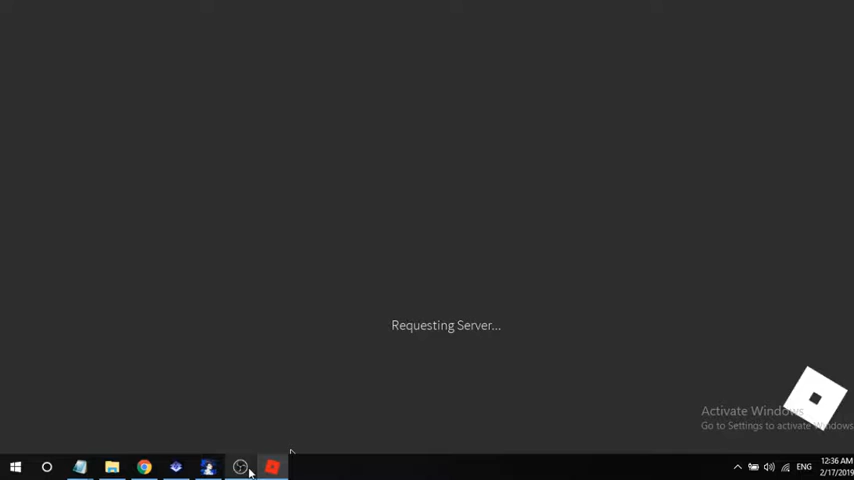 Requesting Server...
Activate Windows
Go to Settings to activate Windows
ENG
12:36 AM
2/17/2019